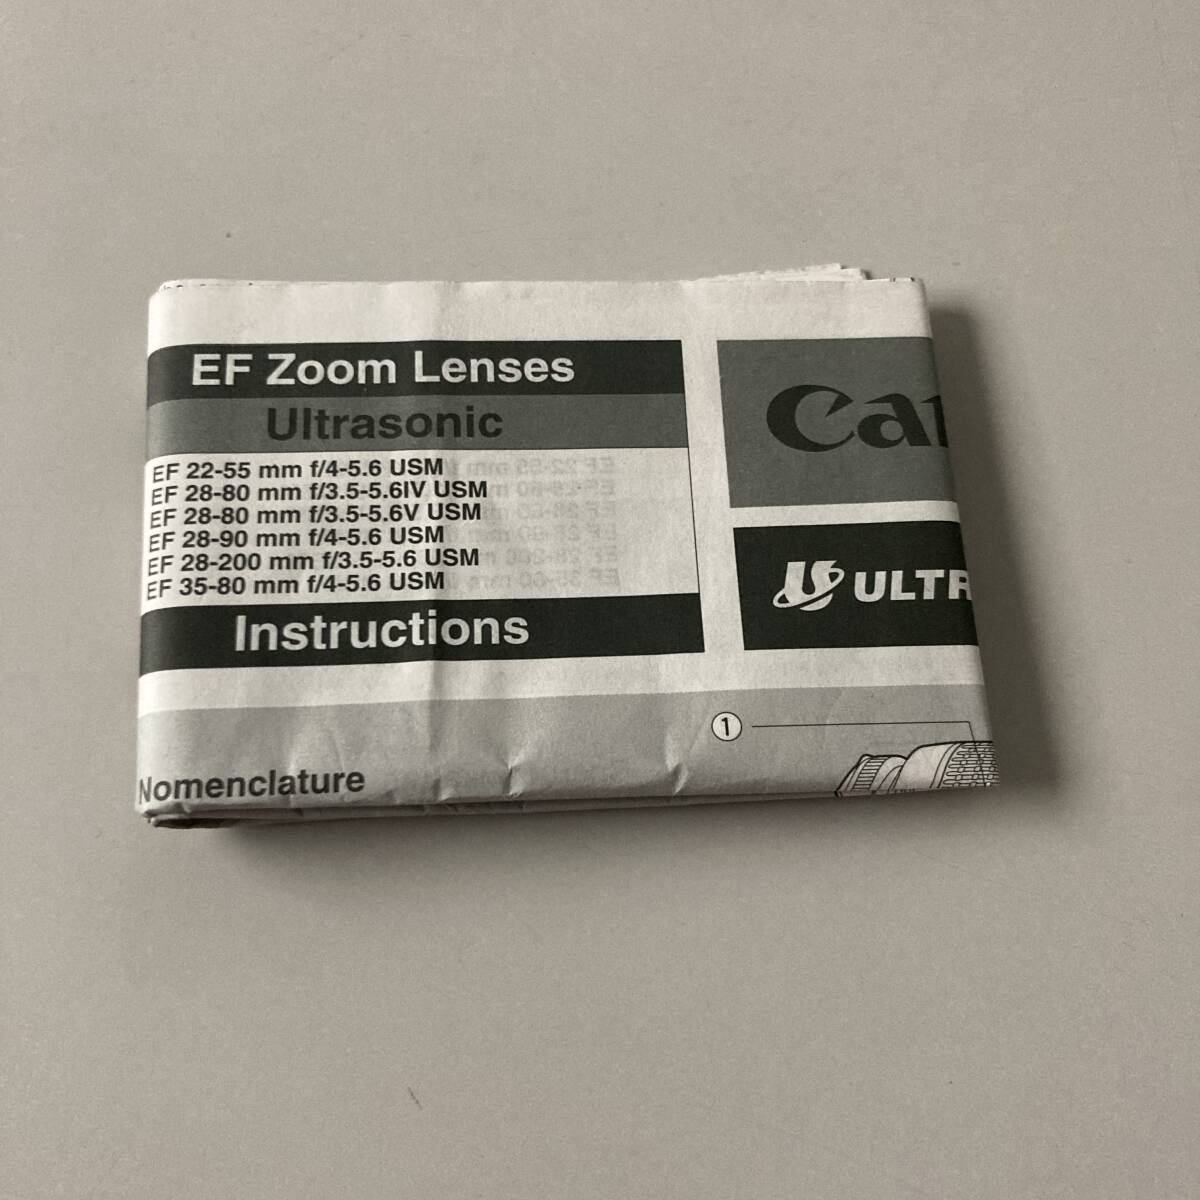 EF Zoom Lenses
Ultrasonic
EF 22-55 mm f/4-5.6 USM
EF 28-80 mm f/3.5-5.6IV USM
EF 28-80 mm f/3.5-5.6V USM
EF 28-90 mm f/4-5.6 USM
EF 28-200 mm f/3.5-5.6 USM
EF 35-80 mm f/4-5.6 USM
Instructions
Can
U ULTR
1
Nomenclature